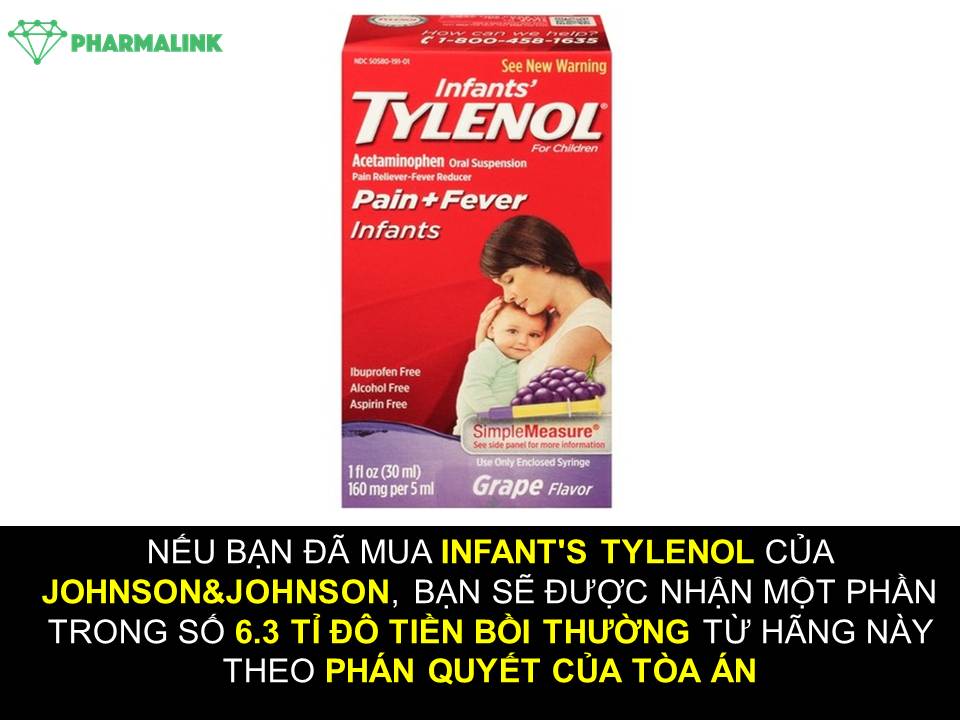 PHARMALINK
How can we help?
1-800-458-1635
NDC 50580-191-01
See New Warning
Infants'
TYLENOL®
For Children
Acetaminophen Oral Suspension
Pain Reliever-Fever Reducer
Pain+Fever
Infants
Ibuprofen Free
Alcohol Free
Aspirin Free
SimpleMeasure®
See side panel for more information
Use Only Enclosed Syringe
1 fl oz (30 ml)
160 mg per 5 ml
Grape Flavor
NẾU BẠN ĐÃ MUA INFANT'S TYLENOL CỦA
JOHNSON&JOHNSON, BẠN SẼ ĐƯỢC NHẬN MỘT PHẦN
TRONG SỐ 6.3 TỈ ĐÔ TIỀN BỒI THƯỜNG TỪ HÃNG NÀY
THEO PHÁN QUYẾT CỦA TÒA ÁN